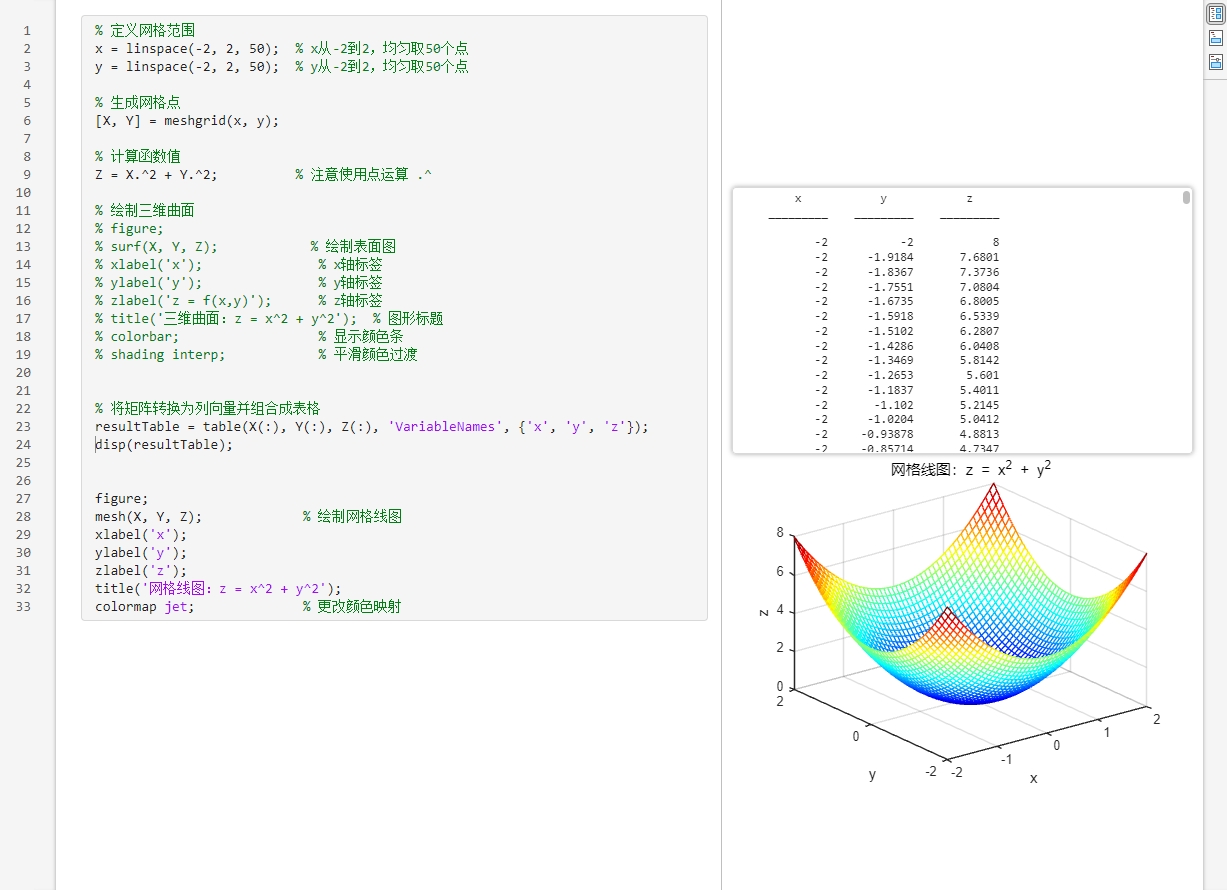 1 % 定义网格范围
2 x = linspace(-2, 2, 50);  % x从-2到2，均匀取50个点
3 y = linspace(-2, 2, 50);  % y从-2到2，均匀取50个点
4
5 % 生成网格点
6 [X, Y] = meshgrid(x, y);
7
8 % 计算函数值
9 Z = X.^2 + Y.^2;          % 注意使用点运算 .^
10
11 % 绘制三维曲面
12 % figure;
13 % surf(X, Y, Z);            % 绘制表面图
14 % xlabel('x');               % x轴标签
15 % ylabel('y');               % y轴标签
16 % zlabel('z = f(x,y)');      % z轴标签
17 % title('三维曲面：z = x^2 + y^2');  % 图形标题
18 % colorbar;                  % 显示颜色条
19 % shading interp;            % 平滑颜色过渡
20
21
22 % 将矩阵转换为列向量并组合成表格
23 resultTable = table(X(:), Y(:), Z(:), 'VariableNames', {'x', 'y', 'z'});
24 disp(resultTable);
25
26
27 figure;
28 mesh(X, Y, Z);             % 绘制网格线图
29 xlabel('x');
30 ylabel('y');
31 zlabel('z');
32 title('网格线图：z = x^2 + y^2');
33 colormap jet;              % 更改颜色映射
x y z
-2 -2 8
-2 -1.9184 7.6801
-2 -1.8367 7.3736
-2 -1.7551 7.0804
-2 -1.6735 6.8005
-2 -1.5918 6.5339
-2 -1.5102 6.2807
-2 -1.4286 6.0408
-2 -1.3469 5.8142
-2 -1.2653 5.601
-2 -1.1837 5.4011
-2 -1.102 5.2145
-2 -1.0204 5.0412
-2 -0.93878 4.8813
-2 -0.85714 4.7347
网格线图：z = x² + y²
8
6
4
2
0
z
2
0
-2
y
-2
-1
0
1
2
x